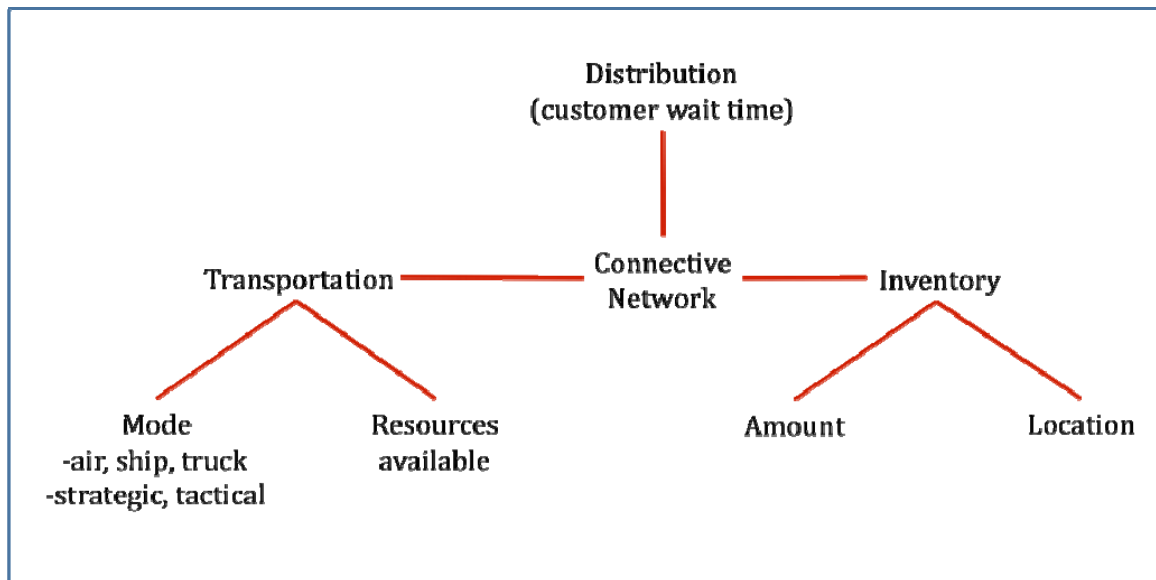 Distribution
(customer wait time)
Transportation
Connective
Network
Inventory
Mode
-air, ship, truck
-strategic, tactical
Resources
available
Amount
Location